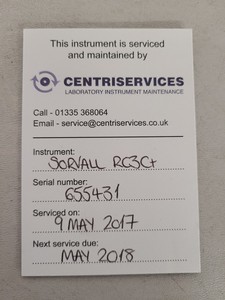 This instrument is serviced
and maintained by
CENTRISERVICES
LABORATORY INSTRUMENT MAINTENANCE
Call - 01335 368064
Email - service@centriservices.co.uk
Instrument:
SORVALL RC3C+
Serial number:
655431
Serviced on:
9 MAY 2017
Next service due:
MAY 2018